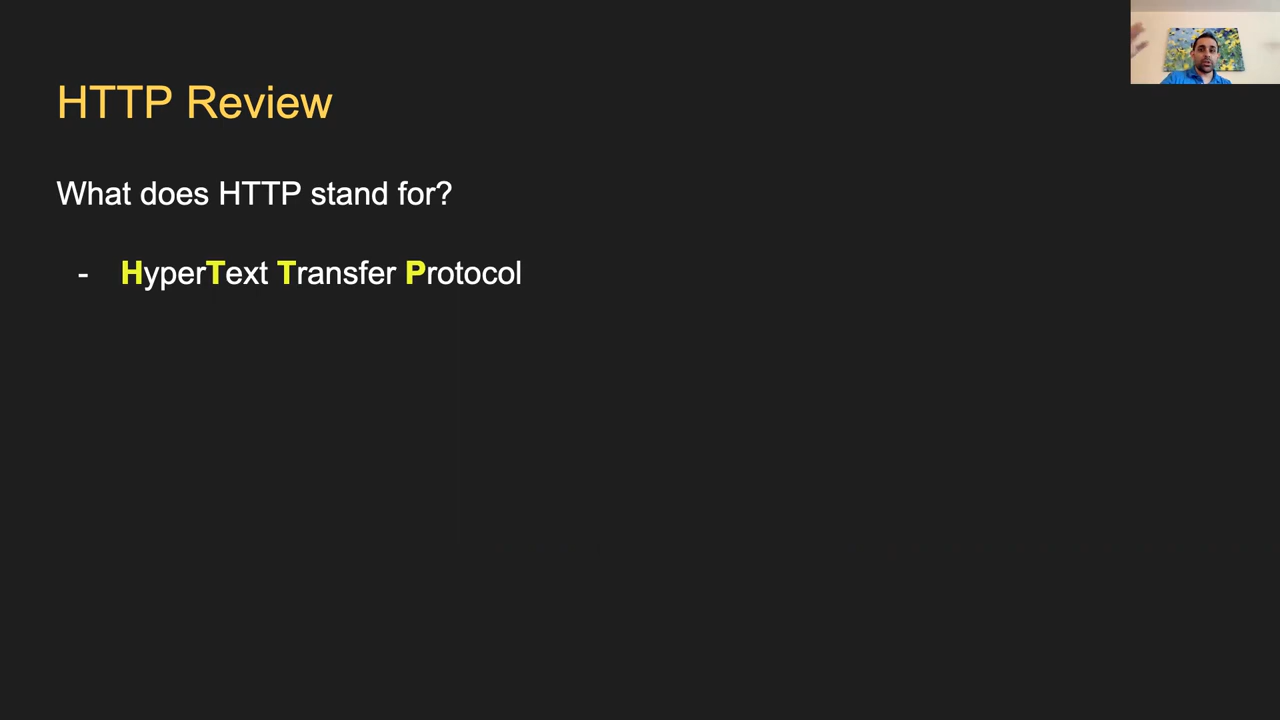 HTTP Review
What does HTTP stand for?
- HyperText Transfer Protocol